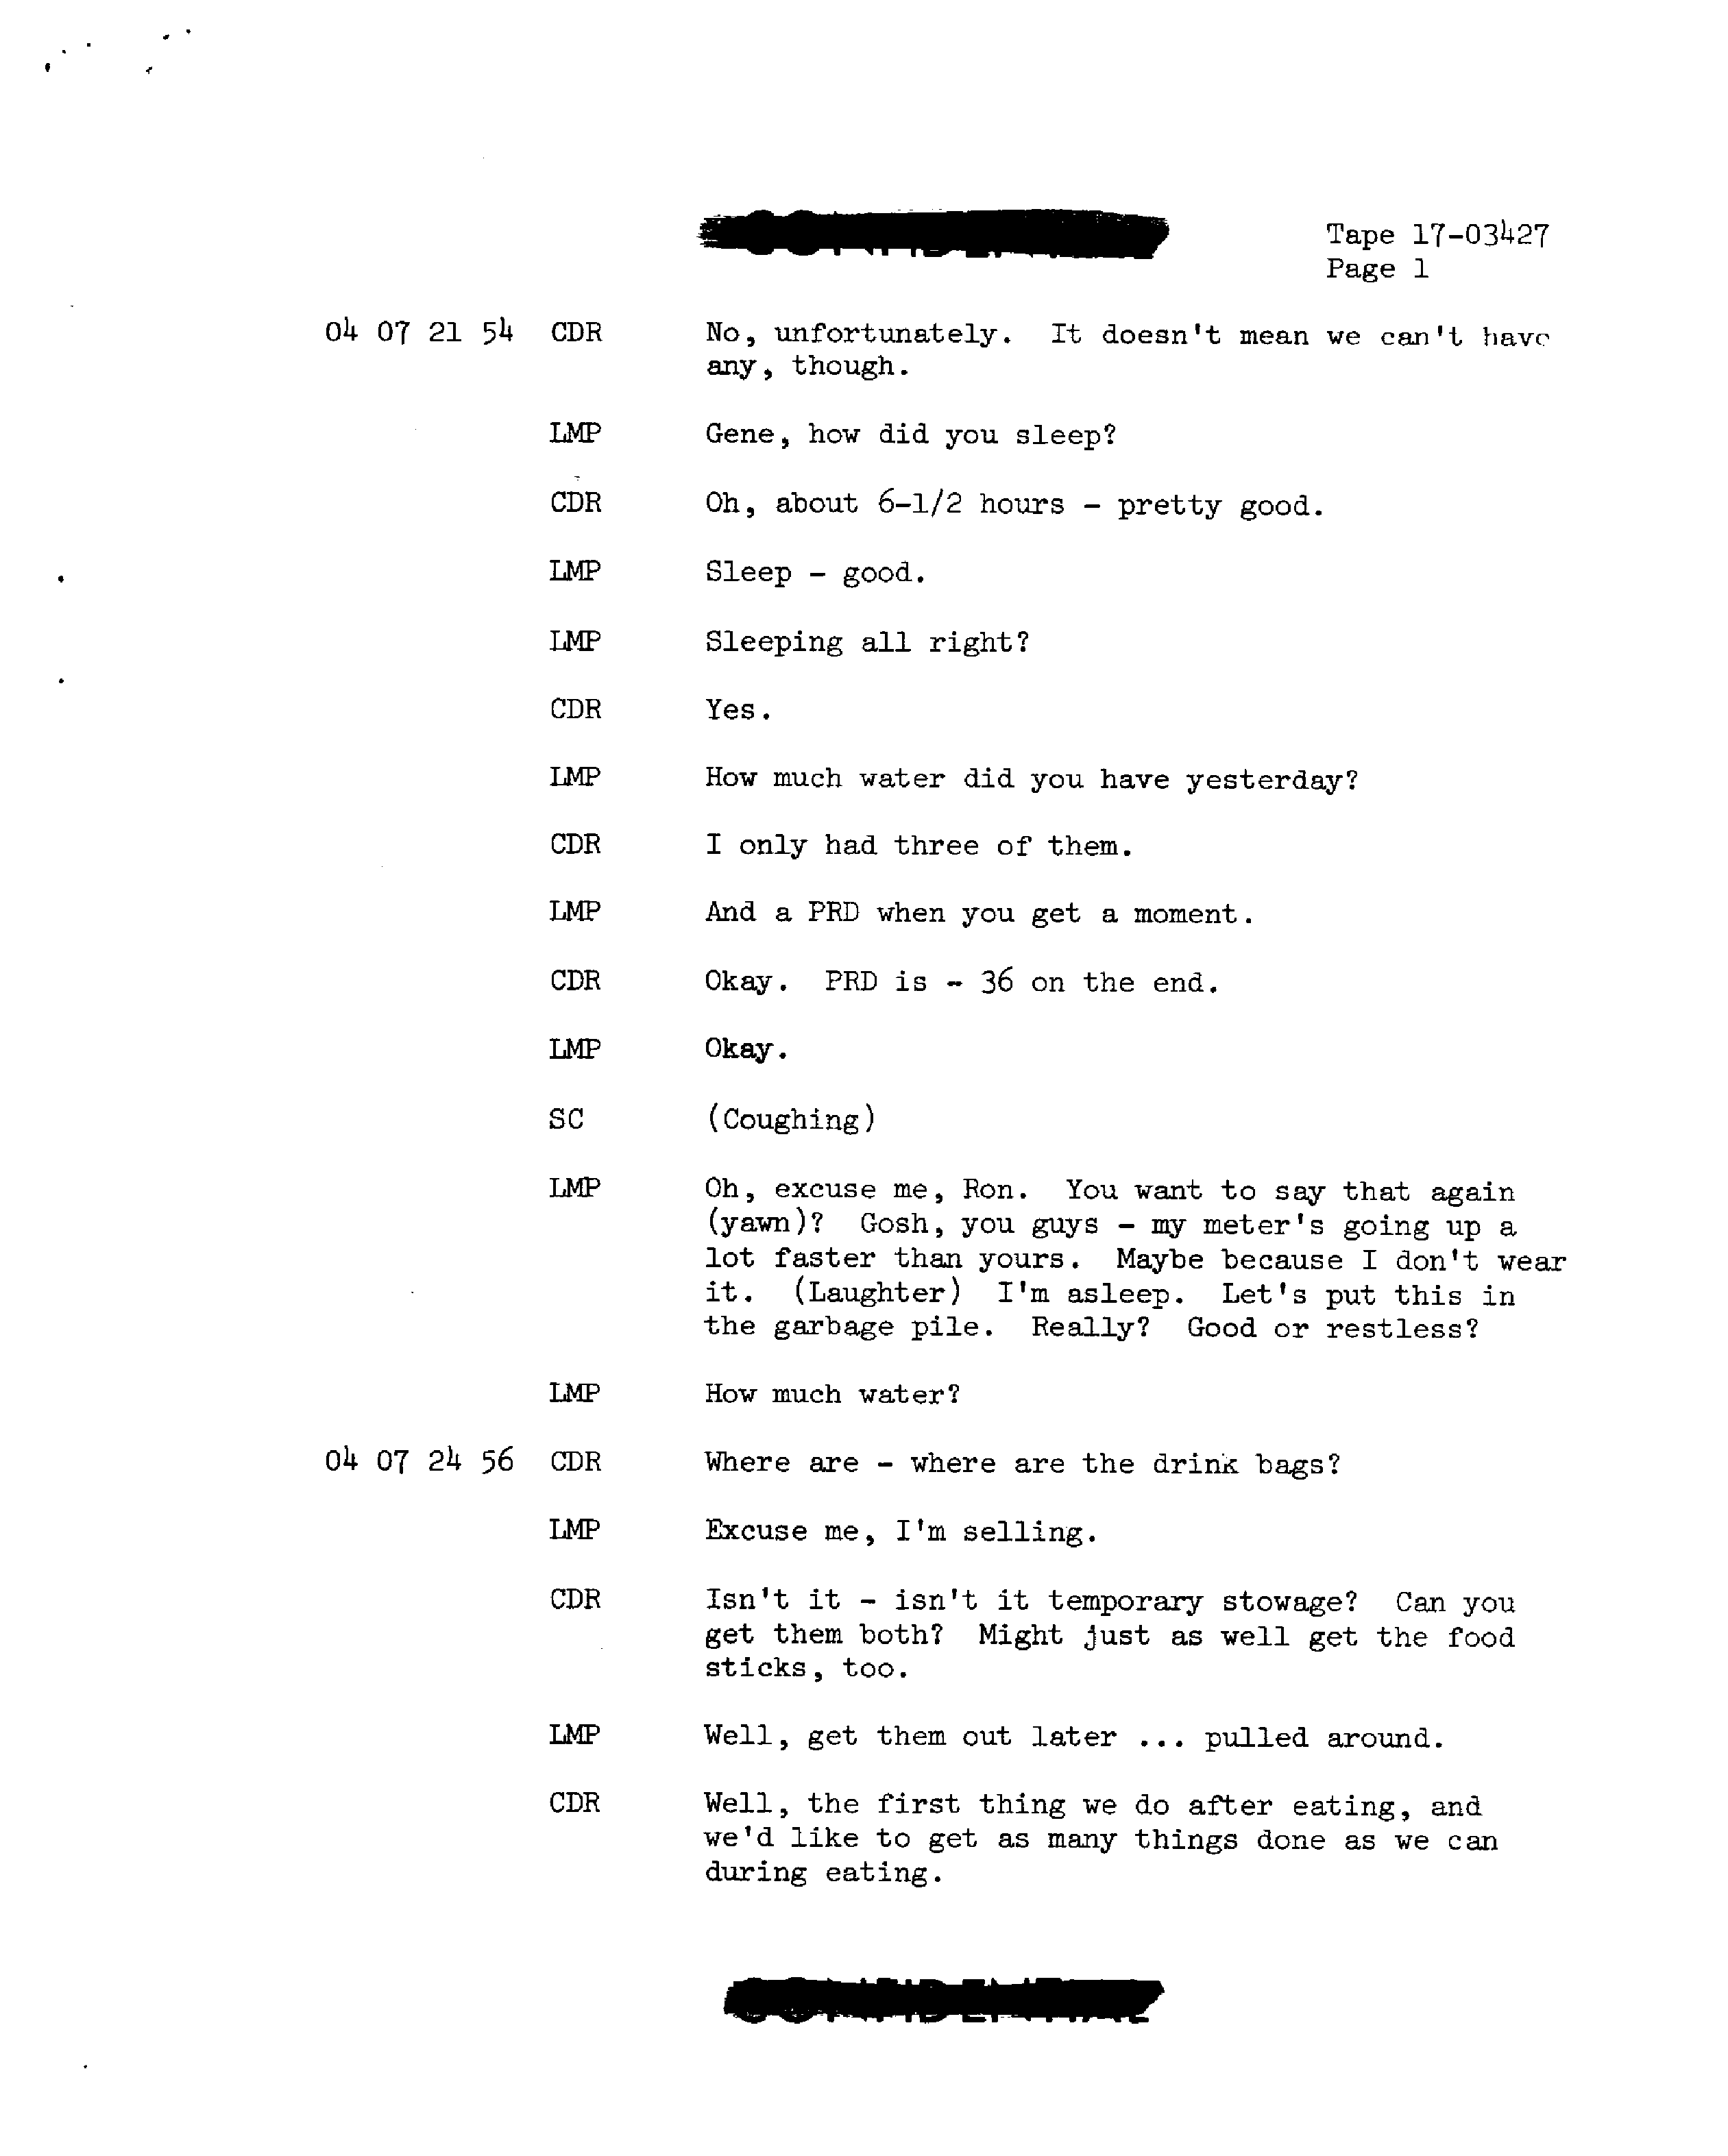 Tape 17-03427
Page 1
04 07 21 54 CDR No, unfortunately. It doesn't mean we can't have
any, though.
LMP Gene, how did you sleep?
CDR Oh, about 6-1/2 hours - pretty good.
LMP Sleep - good.
LMP Sleeping all right?
CDR Yes.
LMP How much water did you have yesterday?
CDR I only had three of them.
LMP And a PRD when you get a moment.
CDR Okay. PRD is - 36 on the end.
LMP Okay.
SC (Coughing)
LMP Oh, excuse me, Ron. You want to say that again
(yawn)? Gosh, you guys - my meter's going up a
lot faster than yours. Maybe because I don't wear
it. (Laughter) I'm asleep. Let's put this in
the garbage pile. Really? Good or restless?
LMP How much water?
04 07 24 56 CDR Where are - where are the drink bags?
LMP Excuse me, I'm selling.
CDR Isn't it - isn't it temporary stowage? Can you
get them both? Might just as well get the food
sticks, too.
LMP Well, get them out later ... pulled around.
CDR Well, the first thing we do after eating, and
we'd like to get as many things done as we can
during eating.